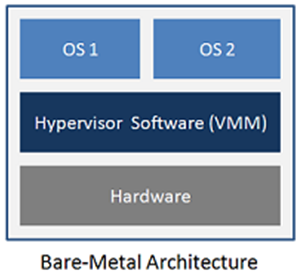 OS 1 OS 2
Hypervisor Software (VMM)
Hardware
Bare-Metal Architecture